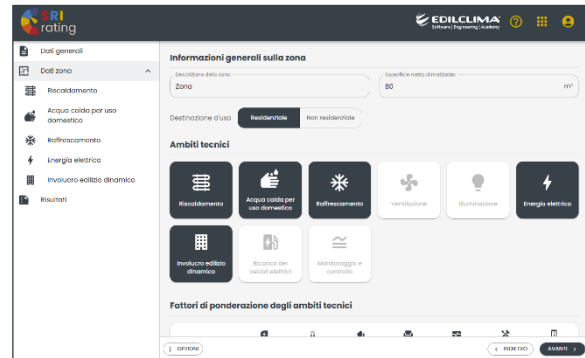 SRI
rating
EDILCLIMA
Software | Engineering | Academy
Dati generali
Dati zona
Riscaldamento
Acqua calda per uso
domestico
Raffrescamento
Energia elettrica
Involucro edilizio dinamico
Risultati
Informazioni generali sulla zona
Descrizione della zona
Zona
Superficie netta climatizzata
80
m²
Destinazione d'uso
Residenziale
Non residenziale
Ambiti tecnici
Riscaldamento
Acqua calda per
uso domestico
Raffrescamento
Ventilazione
Illuminazione
Energia elettrica
Involucro edilizio
dinamico
Ricarica dei
veicoli elettrici
Monitoraggio e
controllo
Fattori di ponderazione degli ambiti tecnici
OPZIONI
INDIETRO
AVANTI